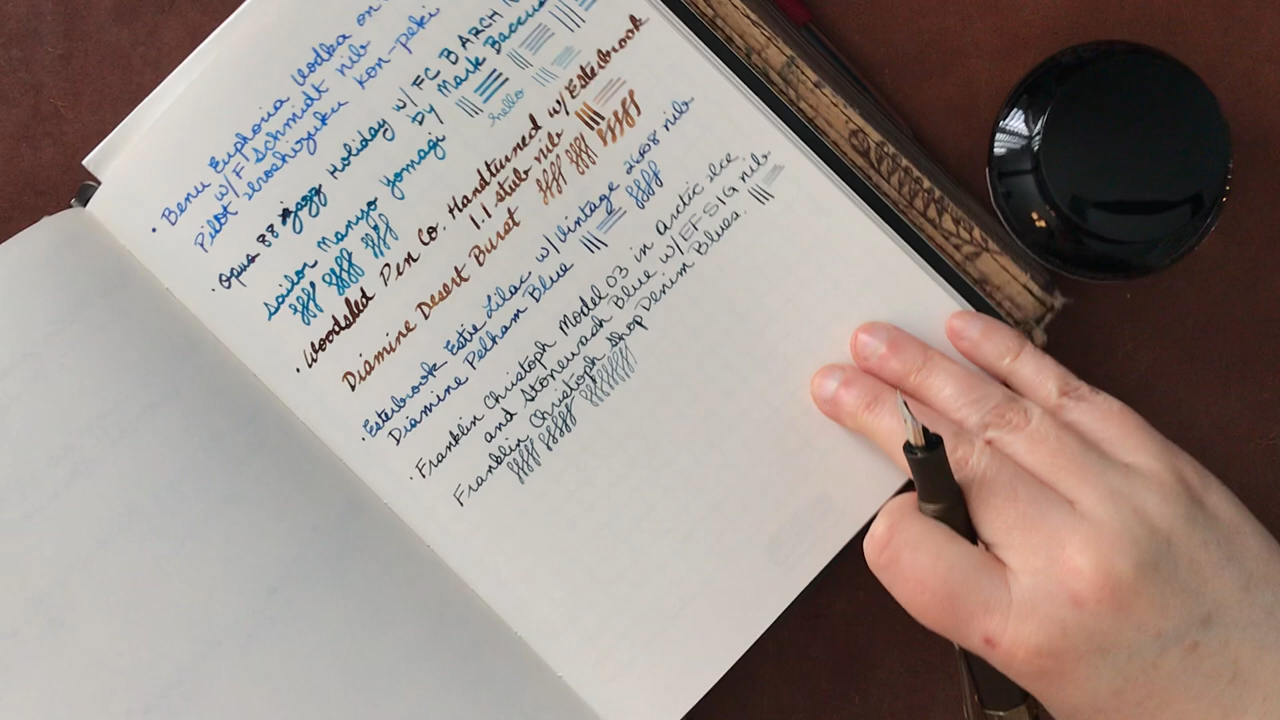 · Benu Euphoria Vodka on
w/ F Schmidt nib
Pilot iroshizuku kon-peki
· Opus 88 Jazz Holiday w/ FC B ARCH
by Mark Bacchus
Sailor Manyo Yomogi
hello
· Woodshed Pen Co. Handturned w/ Esterbrook
1.1 stub nib
Diamine Desert Burst
· Esterbrook Estie Lilac w/ Vintage 2668 nib.
Diamine Pelham Blue
· Franklin Christoph Model 03 in arctic ice
and Stonewash Blue w/ EF SIG nib.
Franklin Christoph Shop Denim Blues.